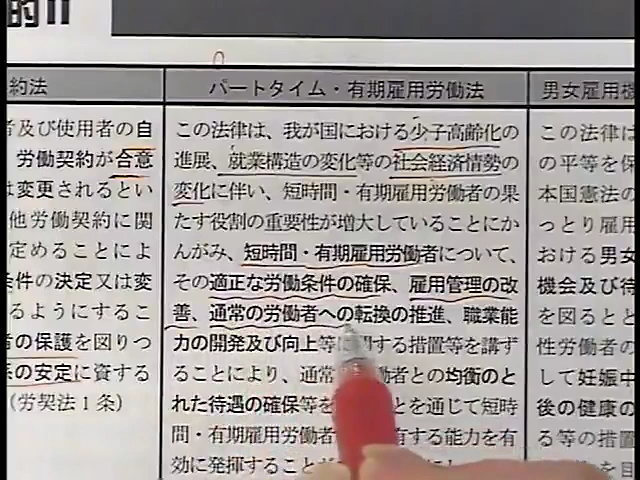 的!!
約法
者及び使用者の自
労働契約が合意
は変更されるとい
他労働契約に関
定めることによ
条件の決定又は変
るようにするこ
者の保護を図りつ
係の安定に資する
(労契法1条)
パートタイム・有期雇用労働法
この法律は、我が国における少子高齢化の
進展、就業構造の変化等の社会経済情勢の
変化に伴い、短時間・有期雇用労働者の果
たす役割の重要性が増大していることにか
んがみ、短時間・有期雇用労働者について、
その適正な労働条件の確保、雇用管理の改
善、通常の労働者への転換の推進、職業能
力の開発及び向上等に関する措置等を講ず
ることにより、通常 働者との均衡のと
れた待遇の確保等を とを通じて短時
間・有期雇用労働者 有する能力を有
効に発揮すること
男女雇用機
この法律は
の平等を保
本国憲法の
っとり雇用
おける男女
機会及び待
を図ると
性労働者の
して妊娠中
後の健康の
る等の措置
を目